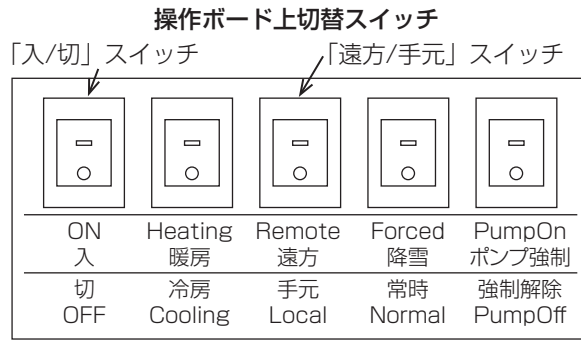 操作ボード上切替スイッチ
「入/切」スイッチ 「遠方/手元」スイッチ
ON Heating Remote Forced PumpOn
入 暖房 遠方 降雪 ポンプ強制
切 冷房 手元 常時 強制解除
OFF Cooling Local Normal PumpOff